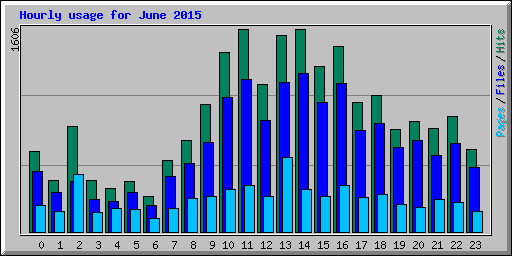 Hourly usage for June 2015
1606
Pages / Files / Hits
0 1 2 3 4 5 6 7 8 9 10 11 12 13 14 15 16 17 18 19 20 21 22 23